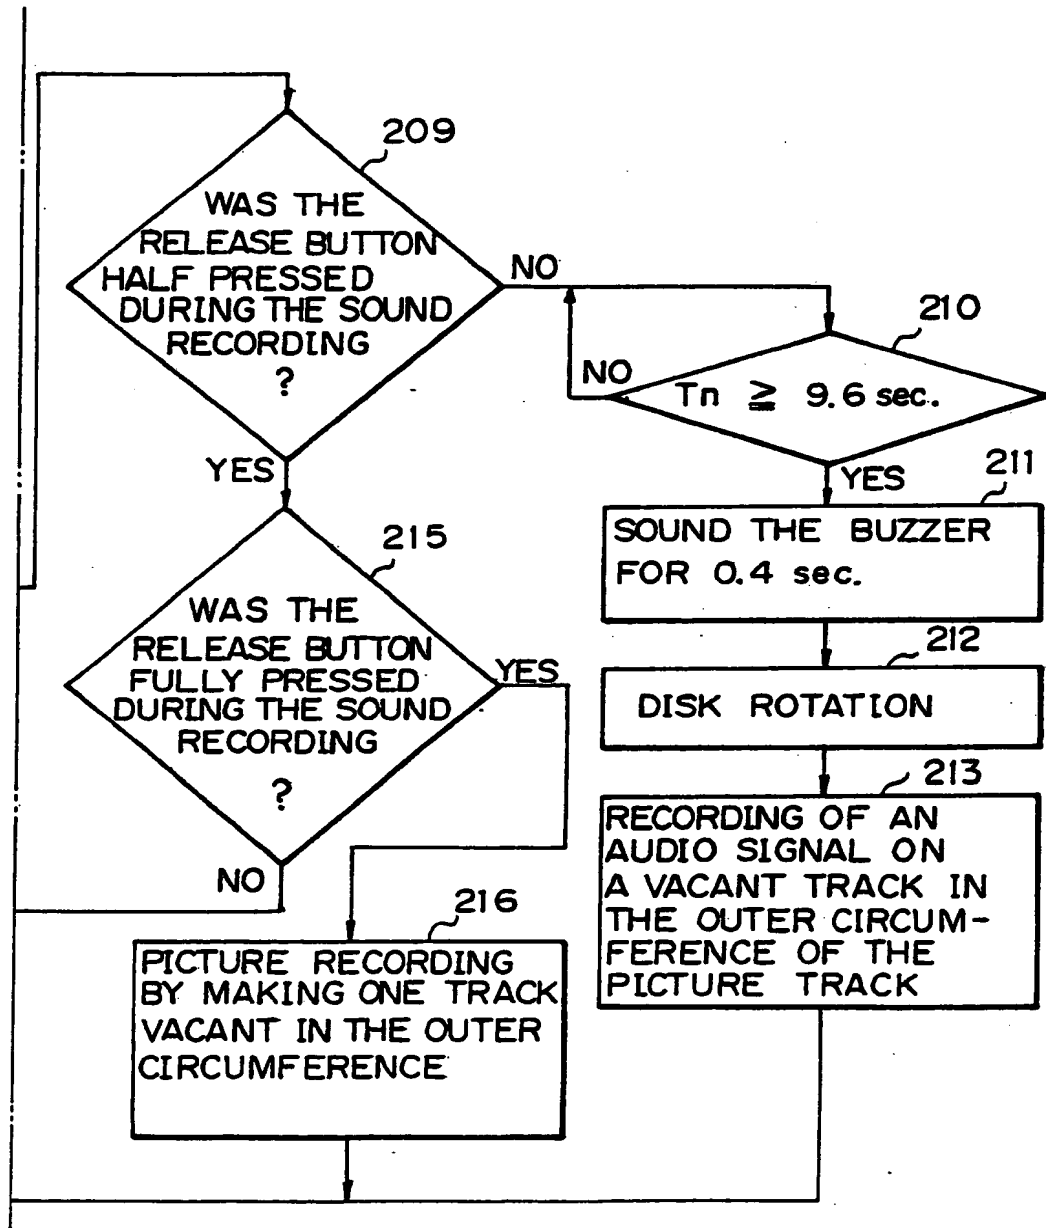 209
WAS THE
RELEASE BUTTON
HALF PRESSED
DURING THE SOUND
RECORDING
?
NO
YES
210
Tn ≧ 9.6 sec.
NO
YES
211
SOUND THE BUZZER
FOR 0.4 sec.
212
DISK ROTATION
213
RECORDING OF AN
AUDIO SIGNAL ON
A VACANT TRACK IN
THE OUTER CIRCUM-
FERENCE OF THE
PICTURE TRACK
215
WAS THE
RELEASE BUTTON
FULLY PRESSED
DURING THE SOUND
RECORDING
?
YES
NO
216
PICTURE RECORDING
BY MAKING ONE TRACK
VACANT IN THE OUTER
CIRCUMFERENCE